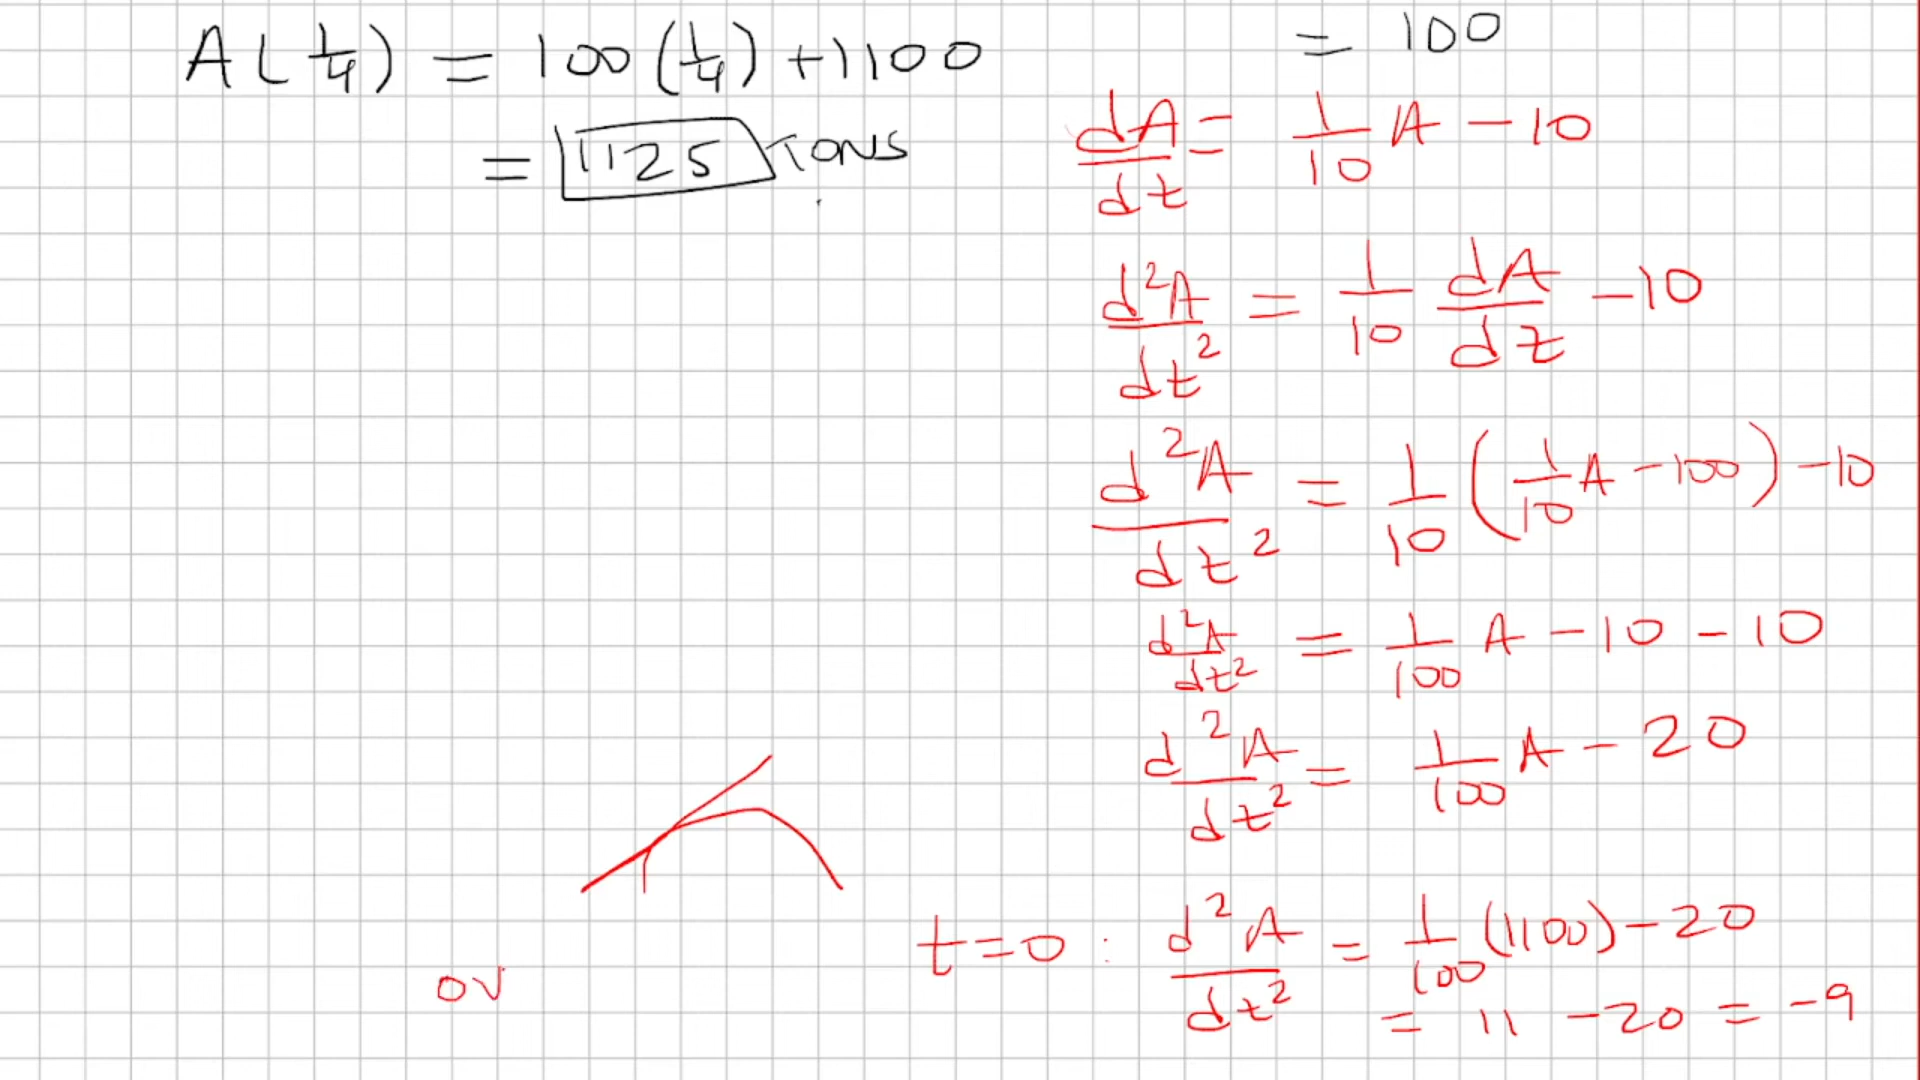 A(1/4) = 100(1/4) + 1100
= 1125 TONS
= 100
dA/dt = 1/10 A - 10
d²A/dt² = 1/10 dA/dt - 10
d²A/dt² = 1/10 (1/10 A - 100) - 10
d²A/dt² = 1/100 A - 10 - 10
d²A/dt² = 1/100 A - 20
t=0 : d²A/dt² = 1/100 (1100) - 20
= 11 - 20 = -9
OV